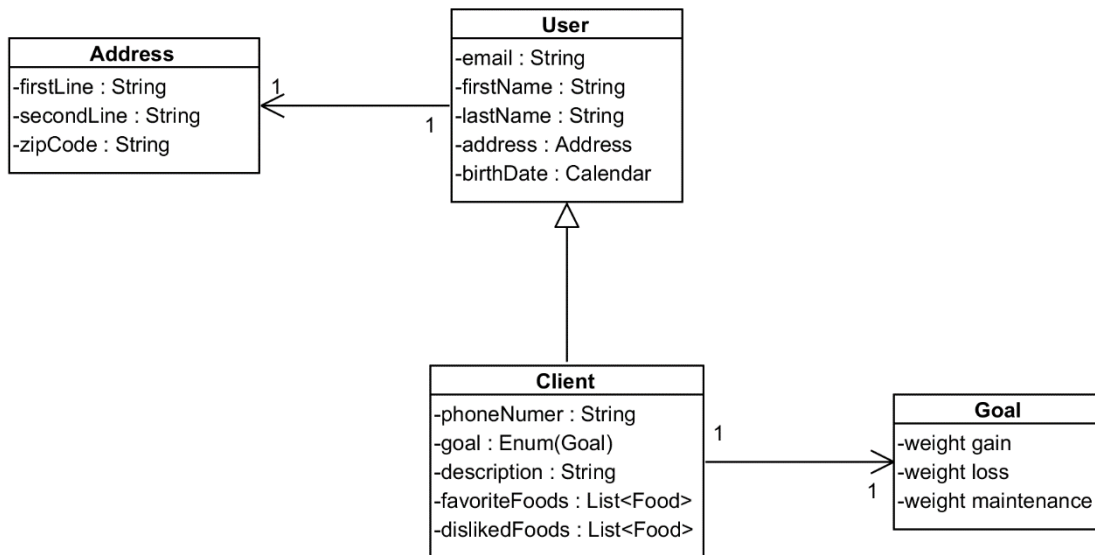 User
-email : String
-firstName : String
-lastName : String
-address : Address
-birthDate : Calendar
Address
-firstLine : String
-secondLine : String
-zipCode : String
1
1
Client
-phoneNumer : String
-goal : Enum(Goal)
-description : String
-favoriteFoods : List<Food>
-dislikedFoods : List<Food>
1
1
Goal
-weight gain
-weight loss
-weight maintenance